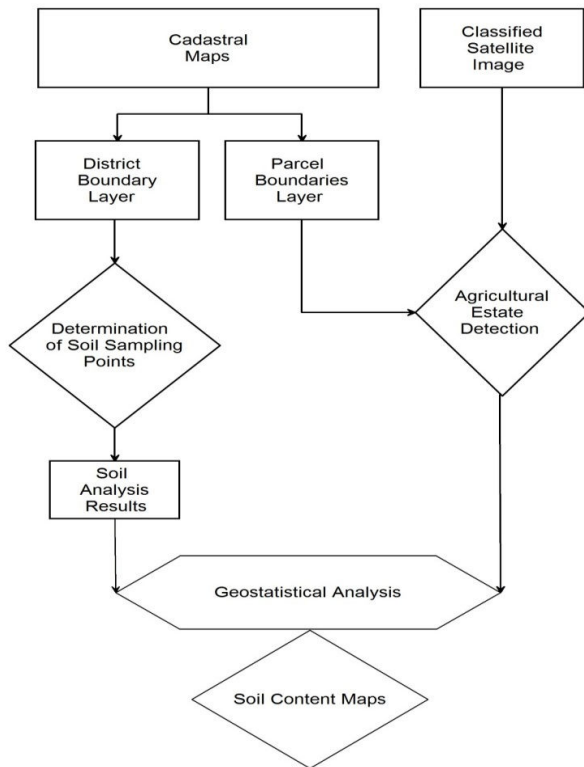 Cadastral
Maps
Classified
Satellite
Image
District
Boundary
Layer
Parcel
Boundaries
Layer
Determination
of Soil Sampling
Points
Agricultural
Estate
Detection
Soil
Analysis
Results
Geostatistical Analysis
Soil Content Maps